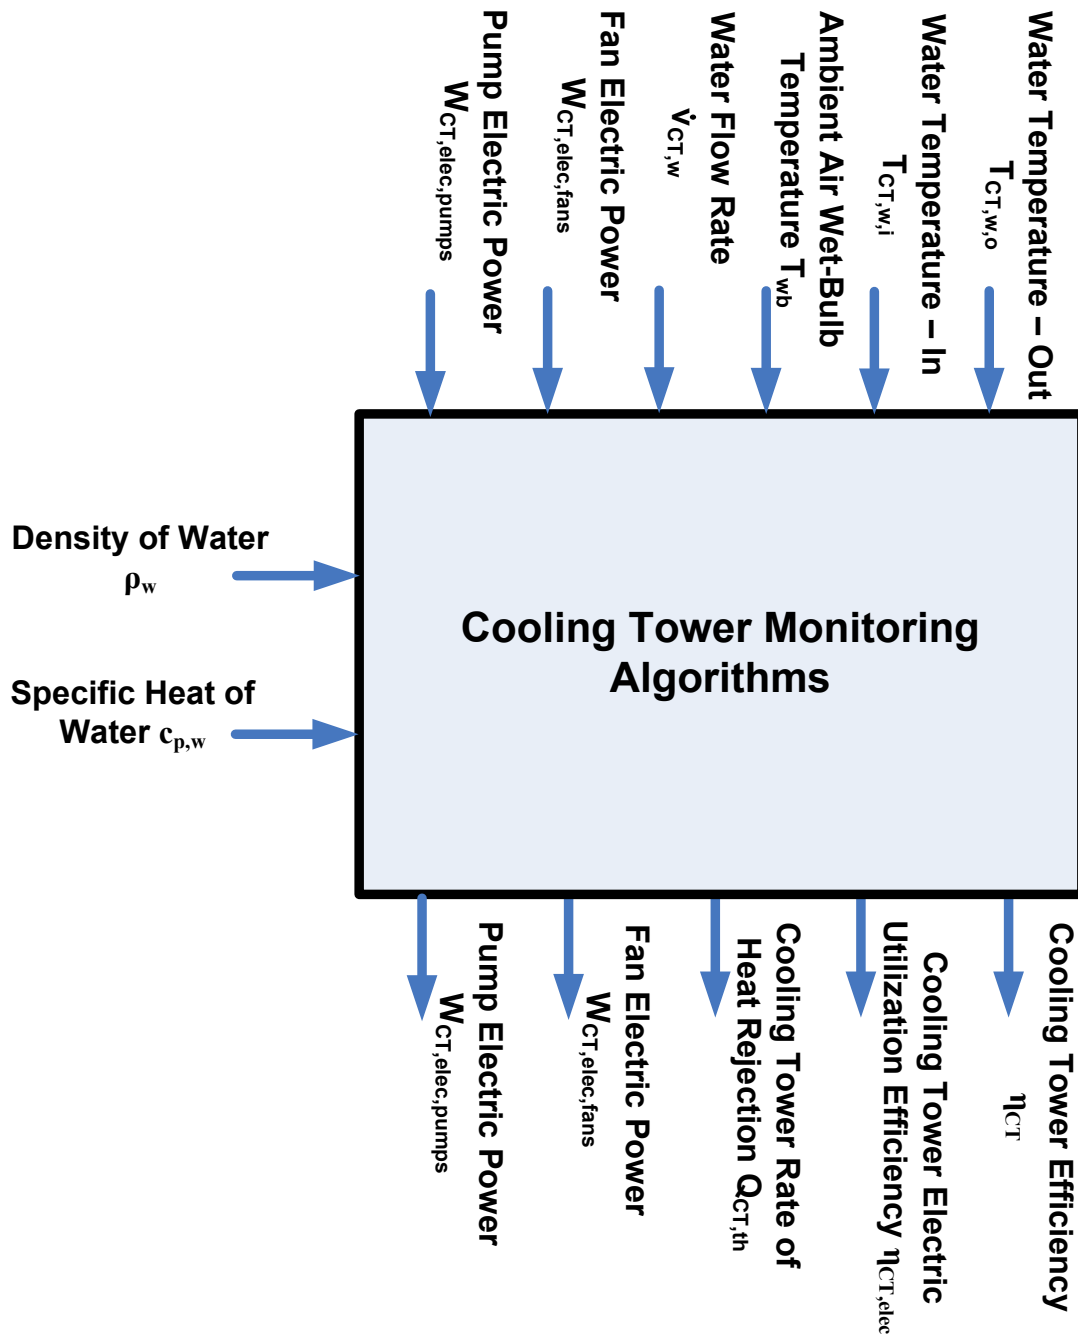 Pump Electric Power
W_CT,elec,pumps
Fan Electric Power
W_CT,elec,fans
Water Flow Rate
v̇_CT,w
Ambient Air Wet-Bulb
Temperature T_wb
Water Temperature – In
T_CT,w,i
Water Temperature – Out
T_CT,w,o
Density of Water
ρ_w
Specific Heat of
Water c_p,w
Cooling Tower Monitoring
Algorithms
Pump Electric Power
W_CT,elec,pumps
Fan Electric Power
W_CT,elec,fans
Cooling Tower Rate of
Heat Rejection Q_CT,th
Cooling Tower Electric
Utilization Efficiency η_CT,elec
Cooling Tower Efficiency
η_CT